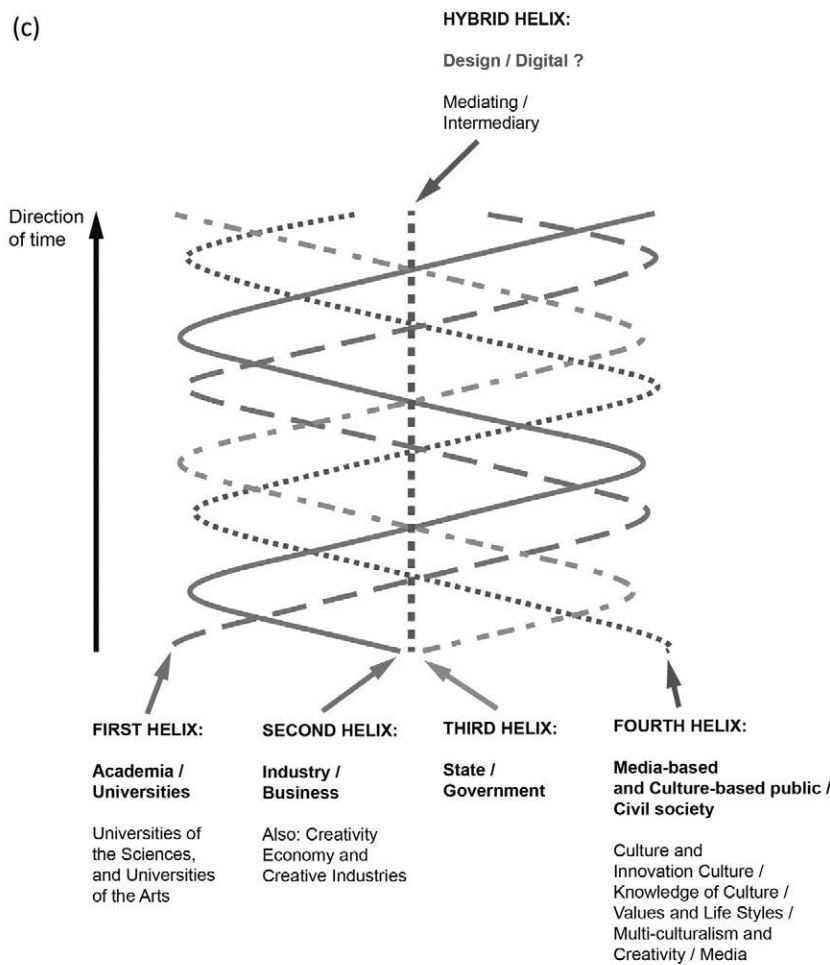 (c)
HYBRID HELIX:
Design / Digital ?
Mediating /
Intermediary
Direction
of time
FIRST HELIX:
Academia /
Universities
Universities of
the Sciences,
and Universities
of the Arts
SECOND HELIX:
Industry /
Business
Also: Creativity
Economy and
Creative Industries
THIRD HELIX:
State /
Government
FOURTH HELIX:
Media-based
and Culture-based public /
Civil society
Culture and
Innovation Culture /
Knowledge of Culture /
Values and Life Styles /
Multi-culturalism and
Creativity / Media